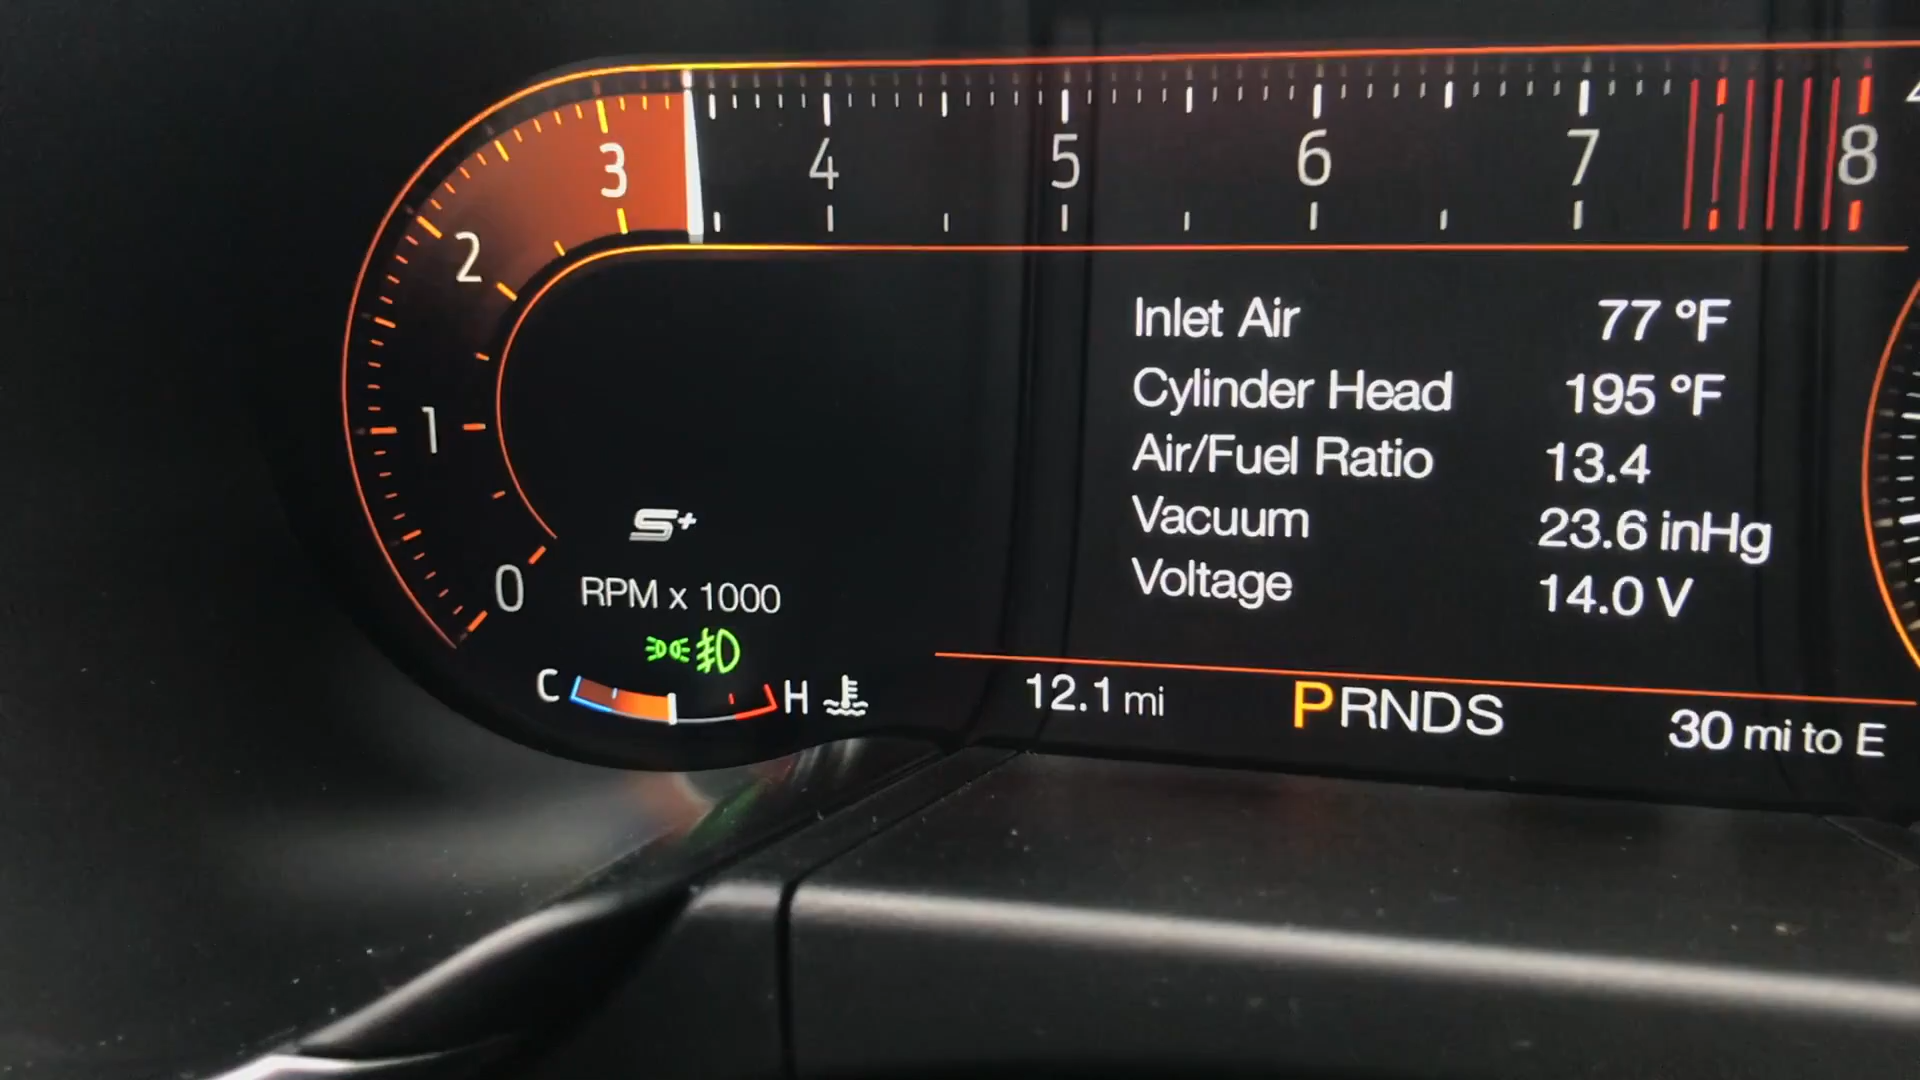 0 1 2 3 4 5 6 7 8
Inlet Air 77 °F
Cylinder Head 195 °F
Air/Fuel Ratio 13.4
Vacuum 23.6 inHg
Voltage 14.0 V
S+
RPM x 1000
C H
12.1 mi PRNDS 30 mi to E